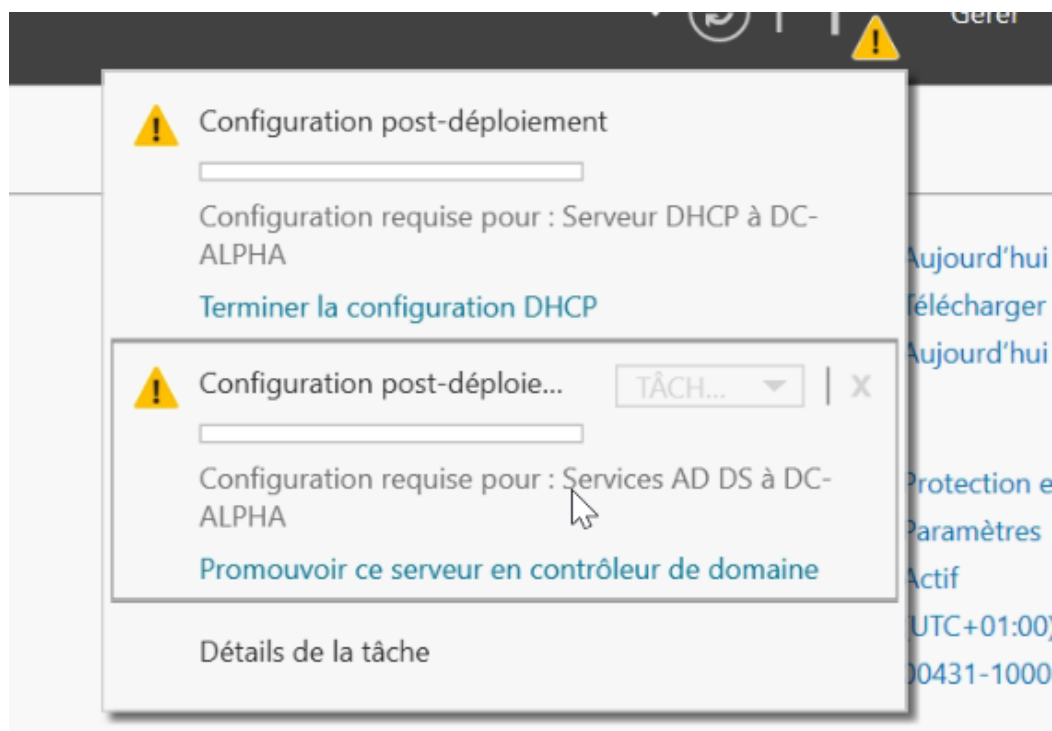 Gérer
Configuration post-déploiement
Configuration requise pour : Serveur DHCP à DC-
ALPHA
Terminer la configuration DHCP
Configuration post-déploie...
TÂCH...
X
Configuration requise pour : Services AD DS à DC-
ALPHA
Promouvoir ce serveur en contrôleur de domaine
Détails de la tâche
Aujourd'hui
Télécharger
Aujourd'hui
Protection e
Paramètres
Actif
(UTC+01:00)
00431-1000